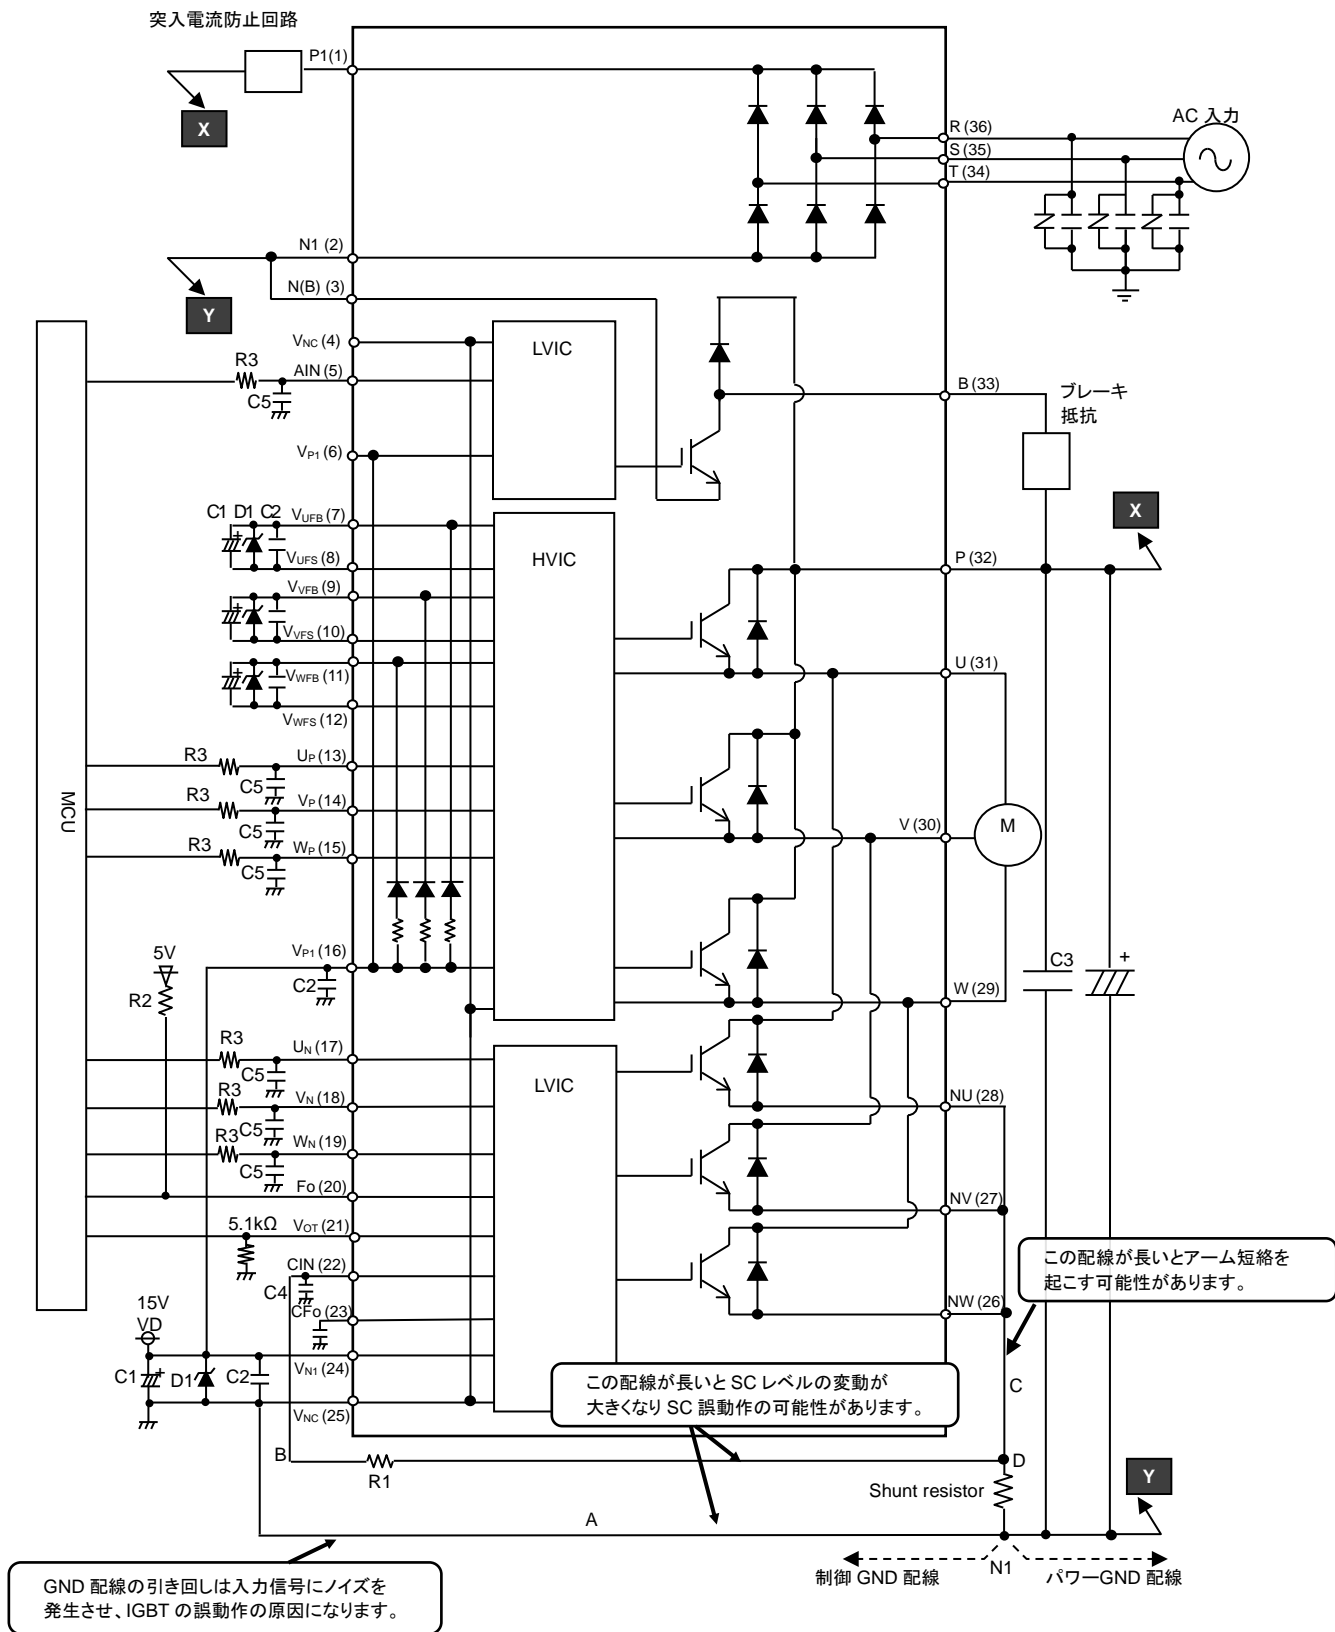 突入電流防止回路
P1(1)
X
AC 入力
R (36)
S (35)
T (34)
N1 (2)
N(B) (3)
Y
VNC (4)
LVIC
R3
AIN (5)
C5
B (33)
ブレーキ
抵抗
VP1 (6)
X
C1 D1 C2
VUFB (7)
VUFS (8)
HVIC
P (32)
VVFB (9)
VVFS (10)
VWFB (11)
VWFS (12)
U (31)
MCU
R3
UP (13)
C5
R3
VP (14)
C5
R3
WP (15)
C5
V (30)
M
5V
R2
VP1 (16)
C2
C3
+
W (29)
R3
UN (17)
C5
R3
VN (18)
C5
R3
WN (19)
C5
LVIC
NU (28)
Fo (20)
5.1kΩ
VOT (21)
NV (27)
CIN (22)
C4
CFo (23)
NW (26)
この配線が長いとアーム短絡を
起こす可能性があります。
15V
VD
C1
+
D1
C2
VN1 (24)
VNC (25)
この配線が長いと SC レベルの変動が
大きくなり SC 誤動作の可能性があります。
C
B
R1
D
Shunt resistor
Y
A
N1
制御 GND 配線
パワーGND 配線
GND 配線の引き回しは入力信号にノイズを
発生させ、IGBT の誤動作の原因になります。